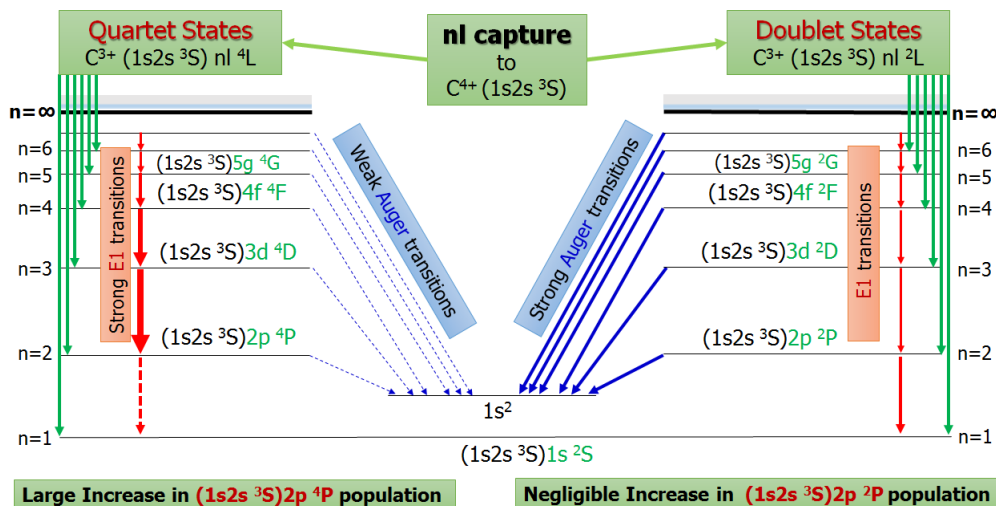 Quartet States
C³⁺ (1s2s ³S) nl ⁴L
nl capture
to
C⁴⁺ (1s2s ³S)
Doublet States
C³⁺ (1s2s ³S) nl ²L
n=∞
n=6
n=5
n=4
n=3
n=2
n=1
Strong E1 transitions
(1s2s ³S)5g ⁴G
(1s2s ³S)4f ⁴F
(1s2s ³S)3d ⁴D
(1s2s ³S)2p ⁴P
Weak Auger transitions
Strong Auger transitions
1s²
(1s2s ³S)1s ²S
(1s2s ³S)5g ²G
(1s2s ³S)4f ²F
(1s2s ³S)3d ²D
(1s2s ³S)2p ²P
E1 transitions
n=∞
n=6
n=5
n=4
n=3
n=2
n=1
Large Increase in (1s2s ³S)2p ⁴P population
Negligible Increase in (1s2s ³S)2p ²P population